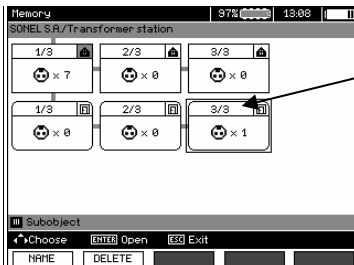 Memory 97% 13:08
SONEL S.A./Transformer station
1/3 2/3 3/3
x 7 x 0 x 0
1/3 2/3 3/3
x 0 x 0 x 1
Subobject
Choose ENTER Open ESC Exit
NAME DELETE